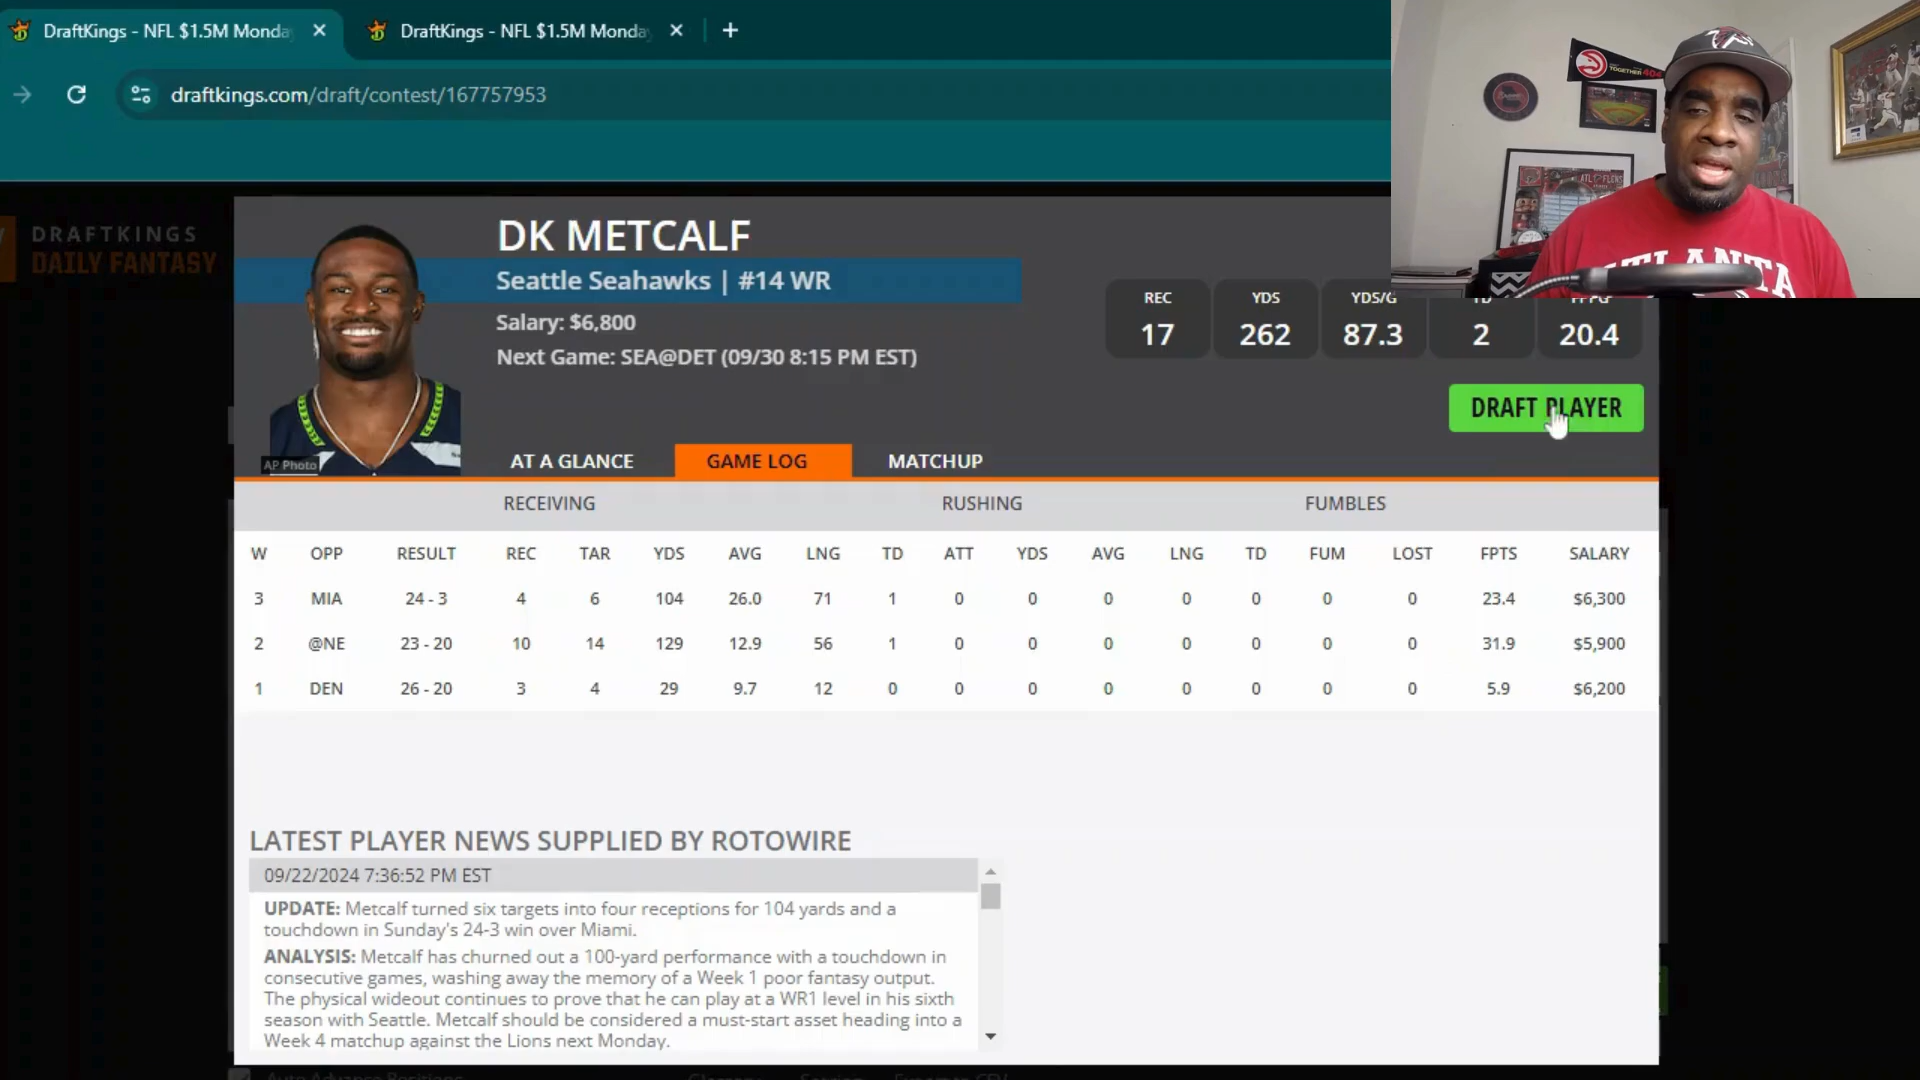 DraftKings - NFL $1.5M Monda
DraftKings - NFL $1.5M Monda
draftkings.com/draft/contest/167757953
DRAFTKINGS
DAILY FANTASY
TOGETHER 404
ATLANTA
DK METCALF
Seattle Seahawks | #14 WR
Salary: $6,800
Next Game: SEA@DET (09/30 8:15 PM EST)
REC YDS YDS/G TD FPPG
17 262 87.3 2 20.4
DRAFT PLAYER
AP Photo
AT A GLANCE GAME LOG MATCHUP
RECEIVING RUSHING FUMBLES
W OPP RESULT REC TAR YDS AVG LNG TD ATT YDS AVG LNG TD FUM LOST FPTS SALARY
3 MIA 24 - 3 4 6 104 26.0 71 1 0 0 0 0 0 0 0 23.4 $6,300
2 @NE 23 - 20 10 14 129 12.9 56 1 0 0 0 0 0 0 0 31.9 $5,900
1 DEN 26 - 20 3 4 29 9.7 12 0 0 0 0 0 0 0 0 5.9 $6,200
LATEST PLAYER NEWS SUPPLIED BY ROTOWIRE
09/22/2024 7:36:52 PM EST
UPDATE: Metcalf turned six targets into four receptions for 104 yards and a
touchdown in Sunday's 24-3 win over Miami.
ANALYSIS: Metcalf has churned out a 100-yard performance with a touchdown in
consecutive games, washing away the memory of a Week 1 poor fantasy output.
The physical wideout continues to prove that he can play at a WR1 level in his sixth
season with Seattle. Metcalf should be considered a must-start asset heading into a
Week 4 matchup against the Lions next Monday.